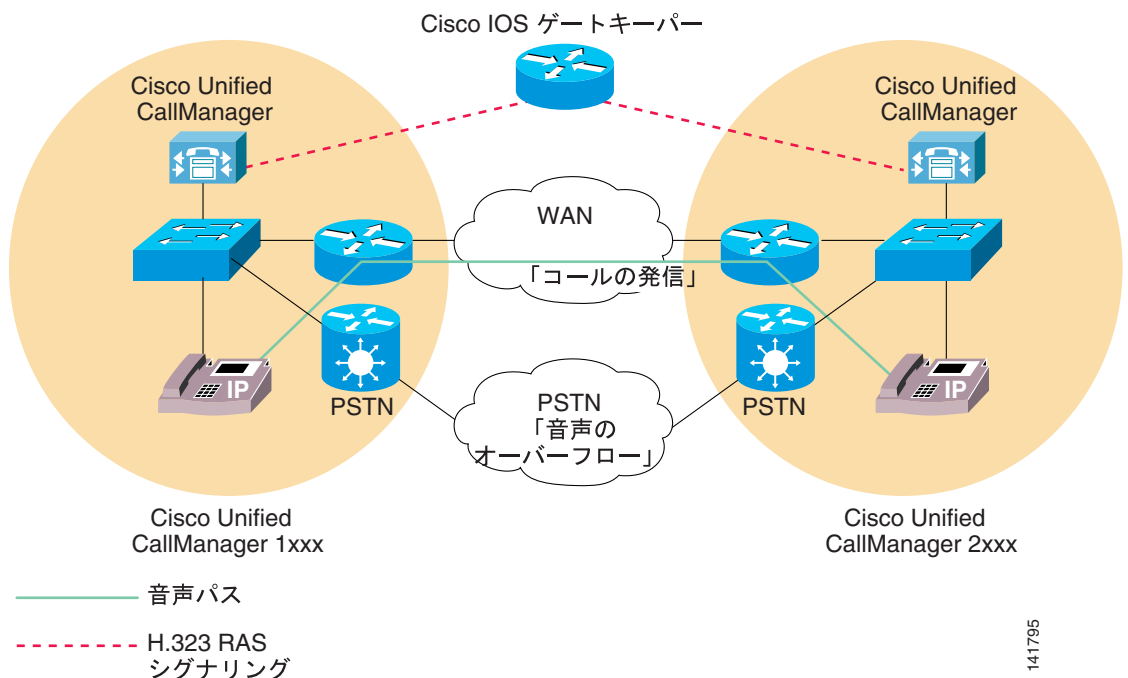 Cisco IOS ゲートキーパー
Cisco Unified
CallManager
Cisco Unified
CallManager
WAN
「コールの発信」
IP
PSTN
PSTN
「音声の
オーバーフロー」
PSTN
IP
Cisco Unified
CallManager 1xxx
Cisco Unified
CallManager 2xxx
音声パス
H.323 RAS
シグナリング
141795